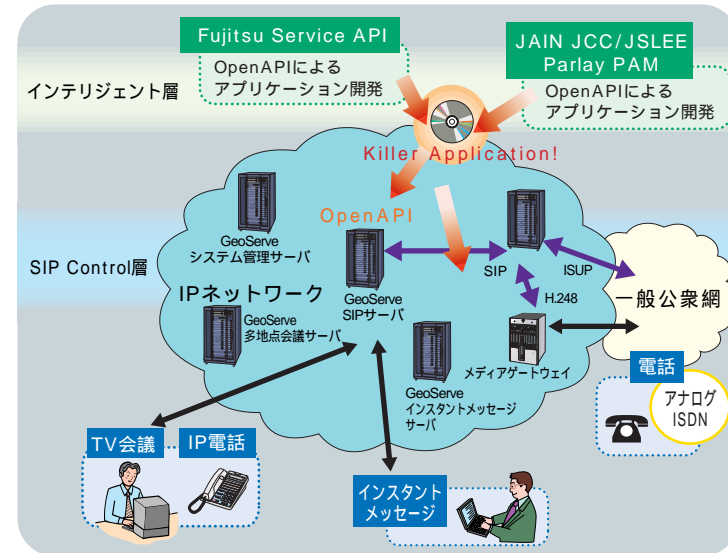 Fujitsu Service API
OpenAPIによる
アプリケーション開発
JAIN JCC/JSLEE
Parlay PAM
OpenAPIによる
アプリケーション開発
インテリジェント層
Killer Application!
OpenAPI
GeoServe
システム管理サーバ
SIP Control層
IPネットワーク
GeoServe
SIPサーバ
SIP
ISUP
H.248
一般公衆網
GeoServe
多地点会議サーバ
メディアゲートウェイ
GeoServe
インスタントメッセージ
サーバ
電話
アナログ
ISDN
TV会議
IP電話
インスタント
メッセージ